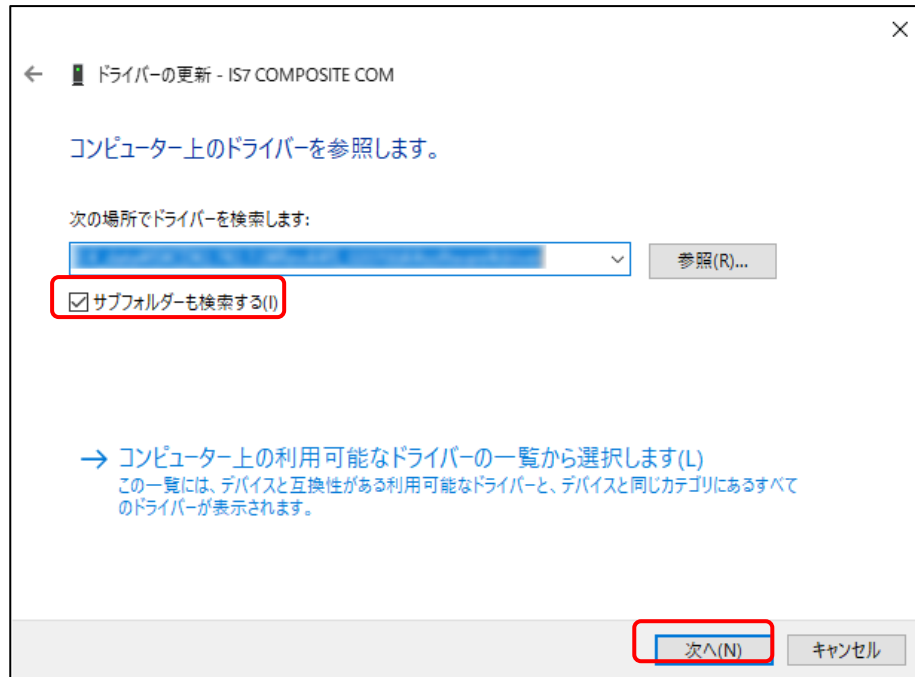 ドライバーの更新 - IS7 COMPOSITE COM
コンピューター上のドライバーを参照します。
次の場所でドライバーを検索します:
参照(R)...
サブフォルダーも検索する(I)
コンピューター上の利用可能なドライバーの一覧から選択します(L)
この一覧には、デバイスと互換性がある利用可能なドライバーと、デバイスと同じカテゴリにあるすべて
のドライバーが表示されます。
次へ(N)
キャンセル